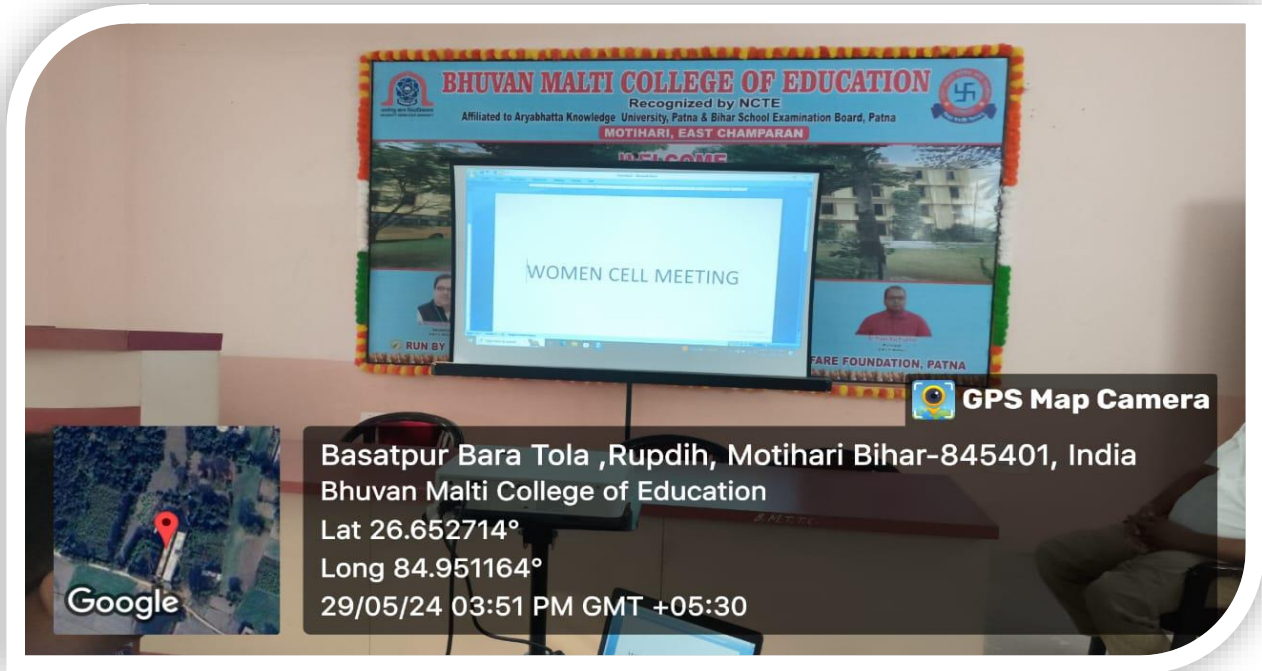 BHUVAN MALTI COLLEGE OF EDUCATION
Recognized by NCTE
Affiliated to Aryabhatta Knowledge University, Patna & Bihar School Examination Board, Patna
MOTIHARI, EAST CHAMPARAN
WELCOME
WOMEN CELL MEETING
RUN BY
FARE FOUNDATION, PATNA
GPS Map Camera
Basatpur Bara Tola ,Rupdih, Motihari Bihar-845401, India
Bhuvan Malti College of Education
Lat 26.652714°
Long 84.951164°
29/05/24 03:51 PM GMT +05:30
Google